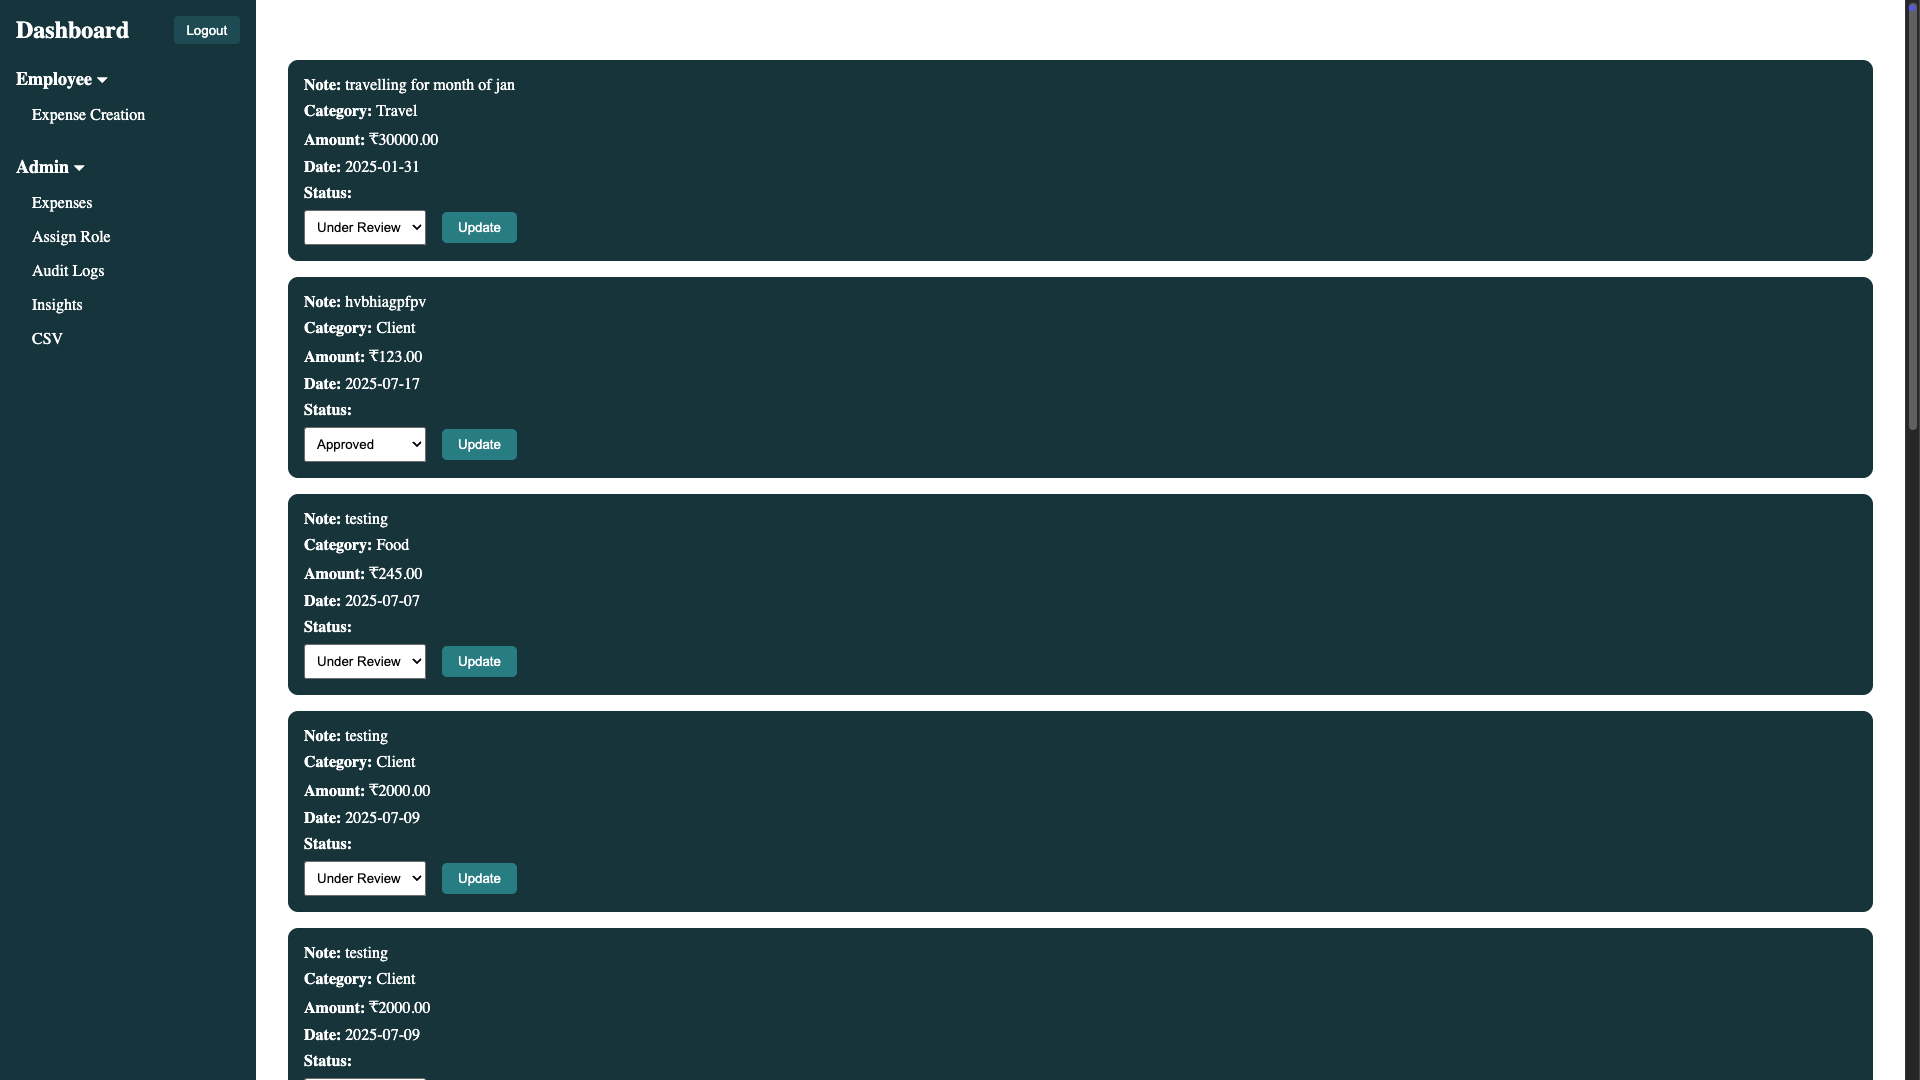 Dashboard
Logout
Employee
Expense Creation
Admin
Expenses
Assign Role
Audit Logs
Insights
CSV
Note: travelling for month of jan
Category: Travel
Amount: ₹30000.00
Date: 2025-01-31
Status:
Under Review
Update
Note: hvbhiagpfpv
Category: Client
Amount: ₹123.00
Date: 2025-07-17
Status:
Approved
Update
Note: testing
Category: Food
Amount: ₹245.00
Date: 2025-07-07
Status:
Under Review
Update
Note: testing
Category: Client
Amount: ₹2000.00
Date: 2025-07-09
Status:
Under Review
Update
Note: testing
Category: Client
Amount: ₹2000.00
Date: 2025-07-09
Status: